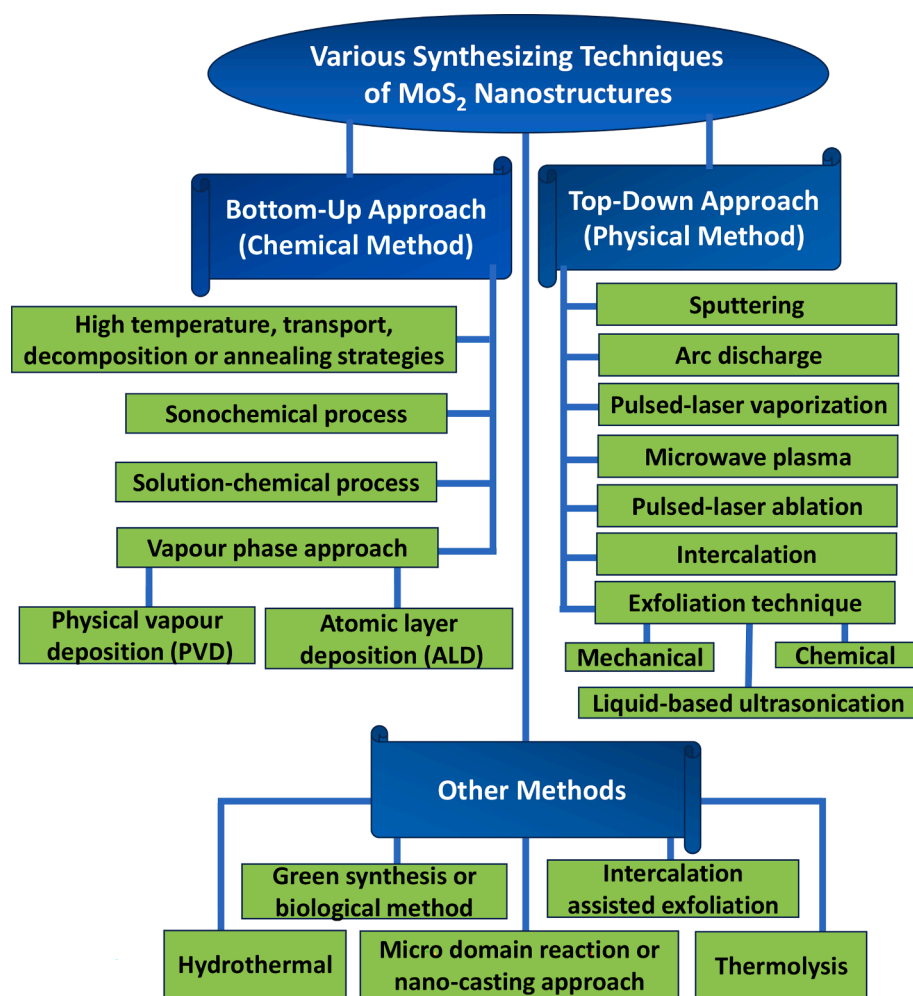 Various Synthesizing Techniques
of MoS₂ Nanostructures
Bottom-Up Approach
(Chemical Method)
High temperature, transport,
decomposition or annealing strategies
Sonochemical process
Solution-chemical process
Vapour phase approach
Physical vapour
deposition (PVD)
Atomic layer
deposition (ALD)
Top-Down Approach
(Physical Method)
Sputtering
Arc discharge
Pulsed-laser vaporization
Microwave plasma
Pulsed-laser ablation
Intercalation
Exfoliation technique
Mechanical
Chemical
Liquid-based ultrasonication
Other Methods
Green synthesis or
biological method
Intercalation
assisted exfoliation
Hydrothermal
Micro domain reaction or
nano-casting approach
Thermolysis